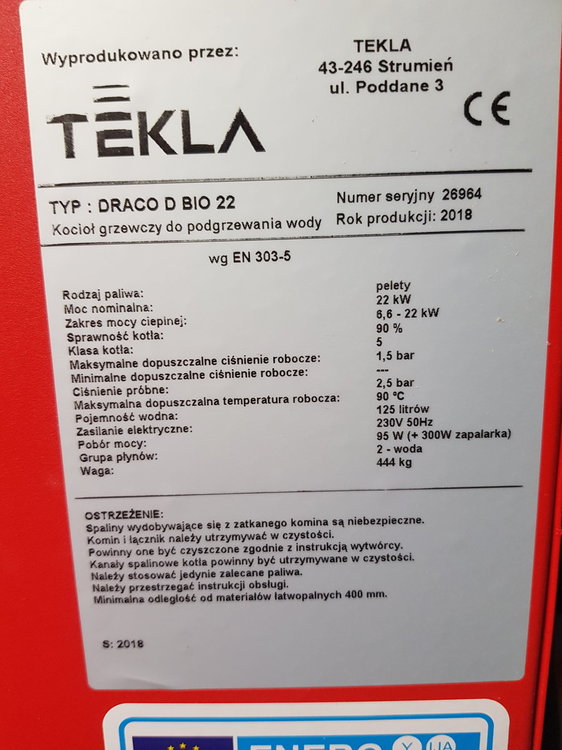 Wyprodukowano przez:
TEKLA
43-246 Strumień
ul. Poddane 3
TEKLA
CE
TYP : DRACO D BIO 22
Numer seryjny 26964
Kocioł grzewczy do podgrzewania wody
Rok produkcji: 2018
wg EN 303-5
Rodzaj paliwa: pelety
Moc nominalna: 22 kW
Zakres mocy cieplnej: 6,6 - 22 kW
Sprawność kotła: 90 %
Klasa kotła: 5
Maksymalne dopuszczalne ciśnienie robocze: 1,5 bar
Minimalne dopuszczalne ciśnienie robocze: ---
Ciśnienie próbne: 2,5 bar
Maksymalna dopuszczalna temperatura robocza: 90 ºC
Pojemność wodna: 125 litrów
Zasilanie elektryczne: 230V 50Hz
Pobór mocy: 95 W (+ 300W zapalarka)
Grupa płynów: 2 - woda
Waga: 444 kg
OSTRZEŻENIE:
Spaliny wydobywające się z zatkanego komina są niebezpieczne.
Komin i łącznik należy utrzymywać w czystości.
Powinny one być czyszczone zgodnie z instrukcją wytwórcy.
Kanały spalinowe kotła powinny być utrzymywane w czystości.
Należy stosować jedynie zalecane paliwa.
Należy przestrzegać instrukcji obsługi.
Minimalna odległość od materiałów łatwopalnych 400 mm.
S: 2018
ENERG Y IJA